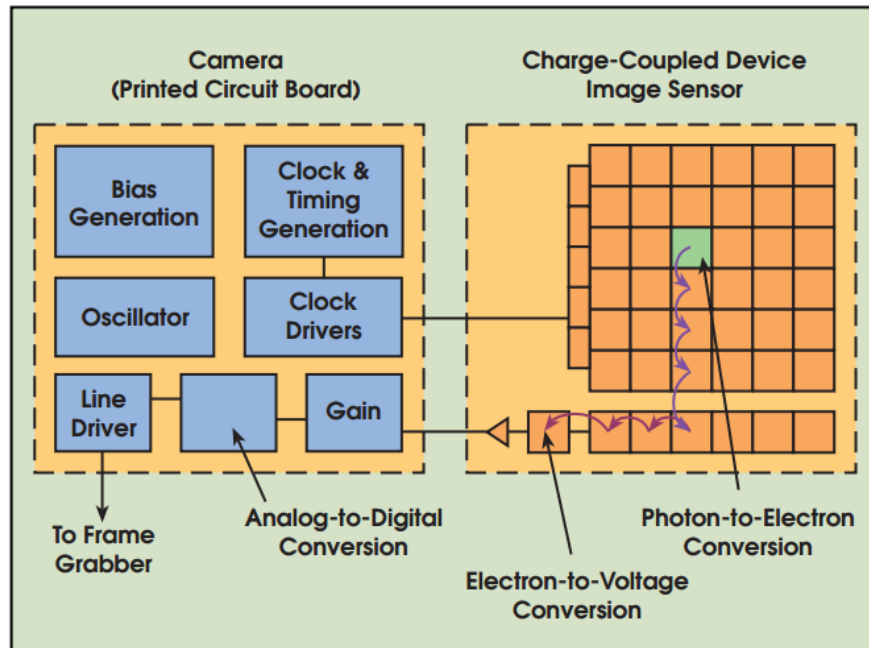 Camera
(Printed Circuit Board)
Charge-Coupled Device
Image Sensor
Bias
Generation
Clock &
Timing
Generation
Oscillator
Clock
Drivers
Line
Driver
Gain
To Frame
Grabber
Analog-to-Digital
Conversion
Electron-to-Voltage
Conversion
Photon-to-Electron
Conversion